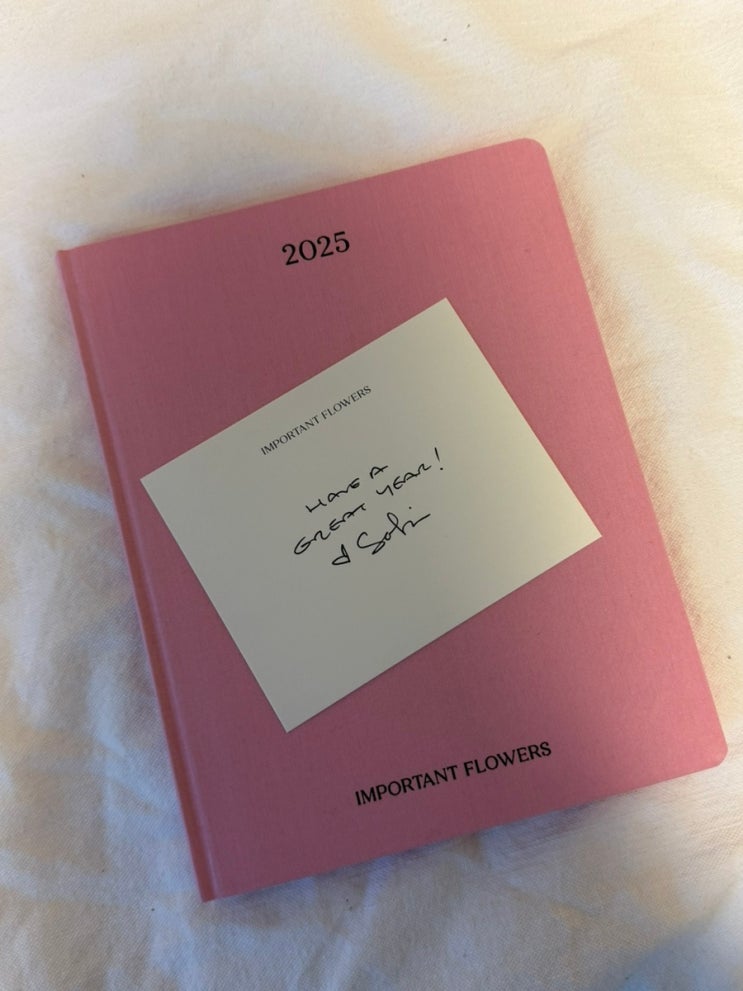 2025
IMPORTANT FLOWERS
HAVE A
GREAT YEAR!
IMPORTANT FLOWERS